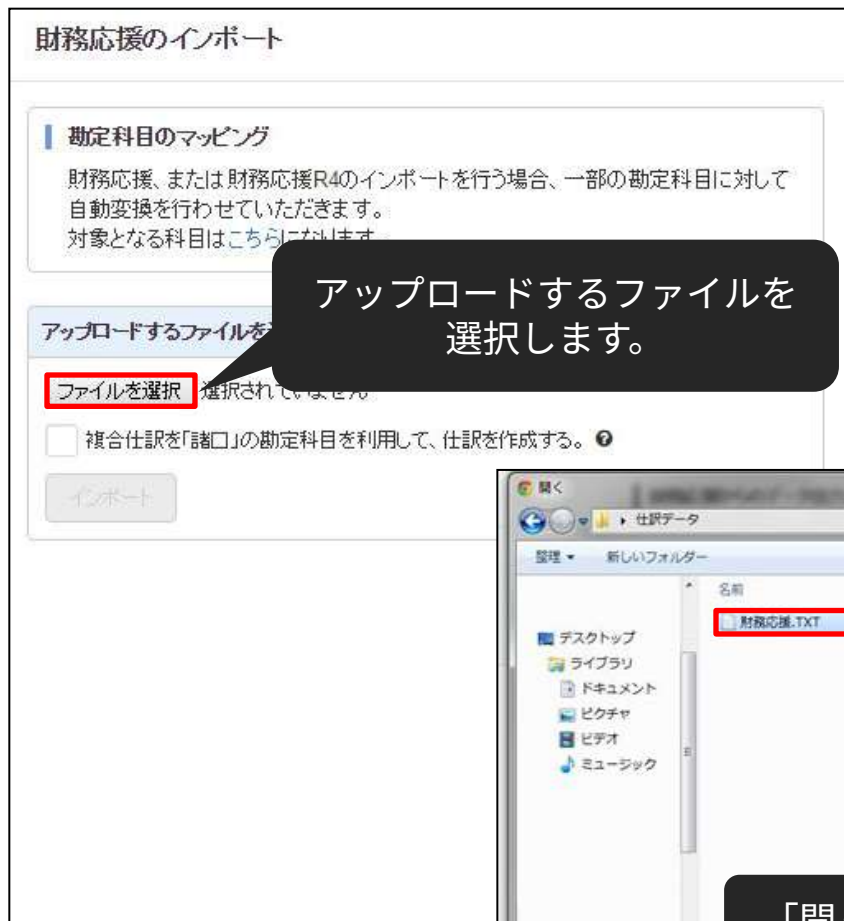 財務応援のインポート
勘定科目のマッピング
財務応援、または財務応援R4のインポートを行う場合、一部の勘定科目に対して
自動変換を行わせていただきます。
対象となる科目はこちらになります
アップロードするファイルを
選択します。
アップロードするファイルを
ファイルを選択 選択されていません
複合仕訳を「諸口」の勘定科目を利用して、仕訳を作成する。
インポート
開く
仕訳データ
整理 新しいフォルダー
名前
財務応援.TXT
デスクトップ
ライブラリ
ドキュメント
ピクチャ
ビデオ
ミュージック
「開